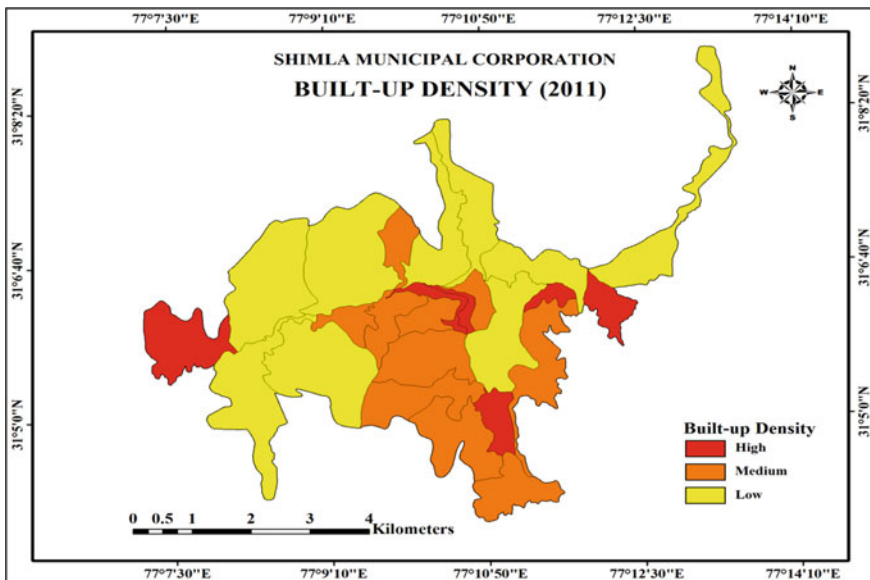 77°7'30"E 77°9'10"E 77°10'50"E 77°12'30"E 77°14'10"E
SHIMLA MUNICIPAL CORPORATION
BUILT-UP DENSITY (2011)
N
W E
S
31°8'20"N 31°8'20"N
31°6'40"N 31°6'40"N
31°5'0"N 31°5'0"N
Built-up Density
High
Medium
Low
0 0.5 1 2 3 4
Kilometers
77°7'30"E 77°9'10"E 77°10'50"E 77°12'30"E 77°14'10"E